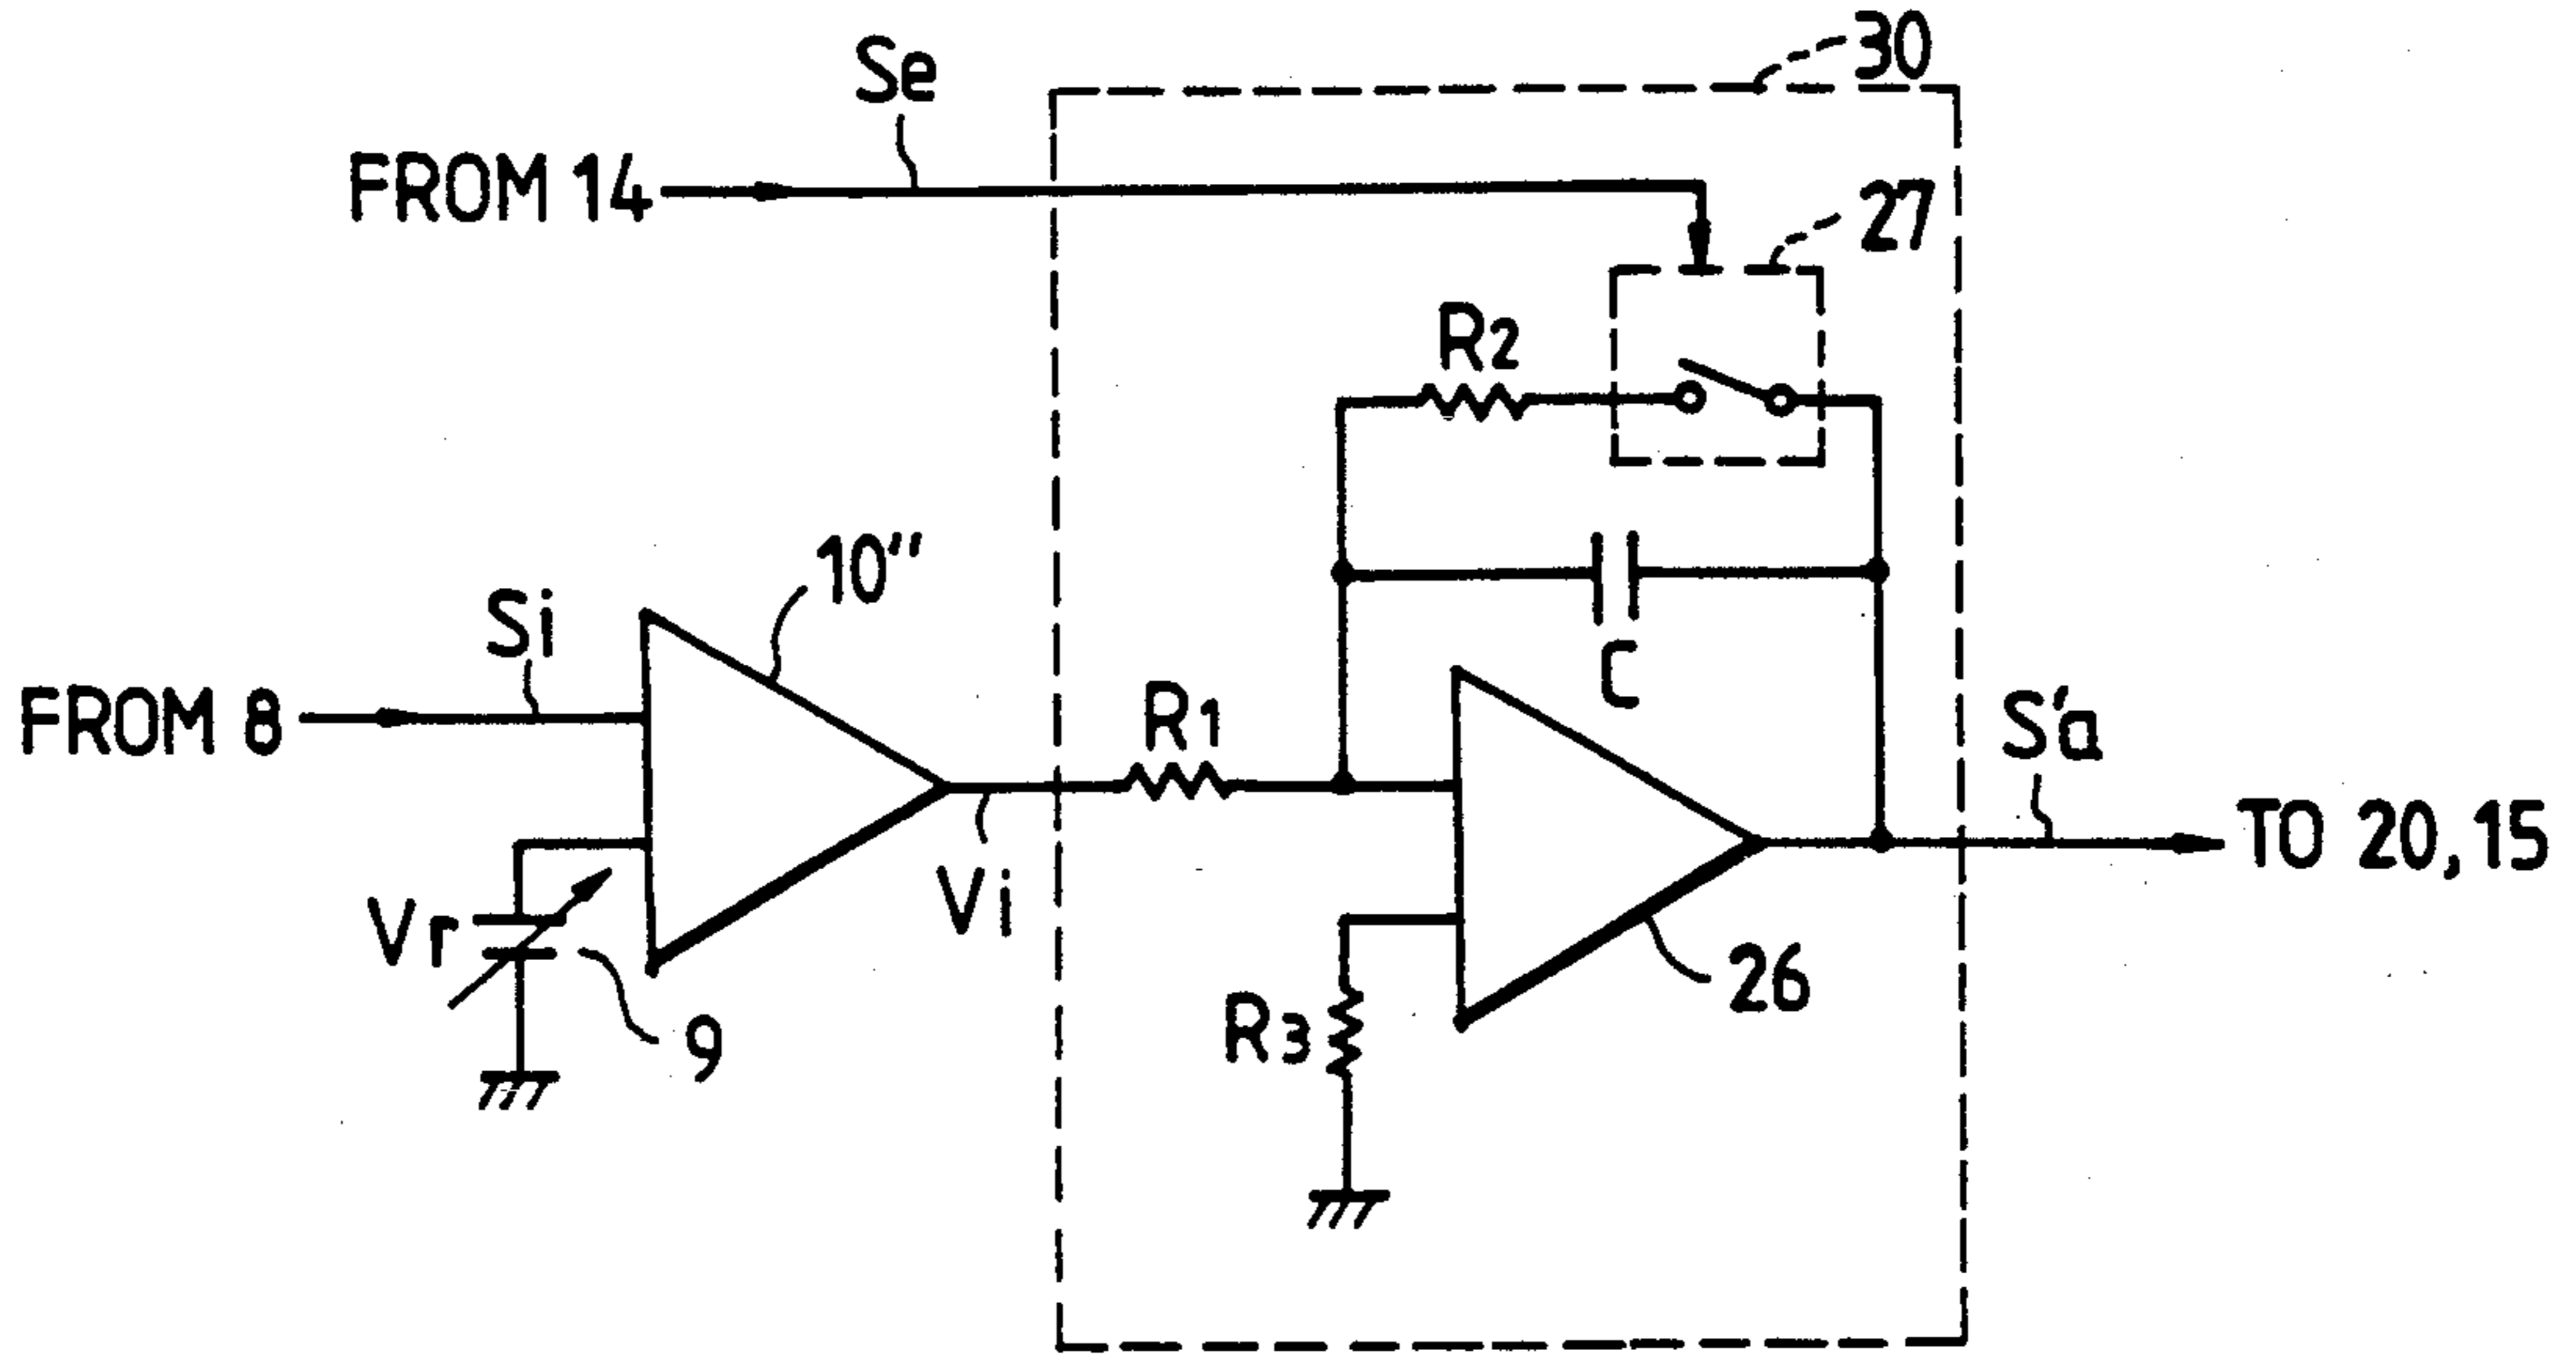 30
Se
FROM 14
27
R2
10"
Si
C
FROM 8
R1
S'a
TO 20, 15
Vi
Vr
26
R3
9